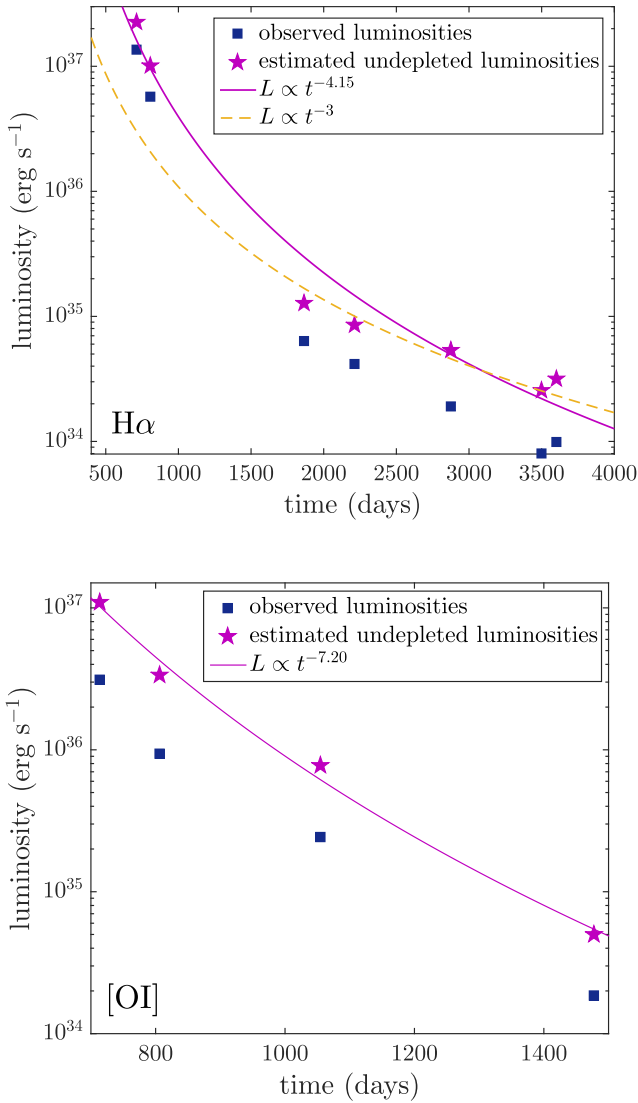 observed luminosities
estimated undepleted luminosities
L ∝ t^−4.15
L ∝ t^−3
10^37
10^36
10^35
10^34
luminosity (erg s^−1)
Hα
500 1000 1500 2000 2500 3000 3500 4000
time (days)
observed luminosities
estimated undepleted luminosities
L ∝ t^−7.20
10^37
10^36
10^35
10^34
luminosity (erg s^−1)
[OI]
800 1000 1200 1400
time (days)